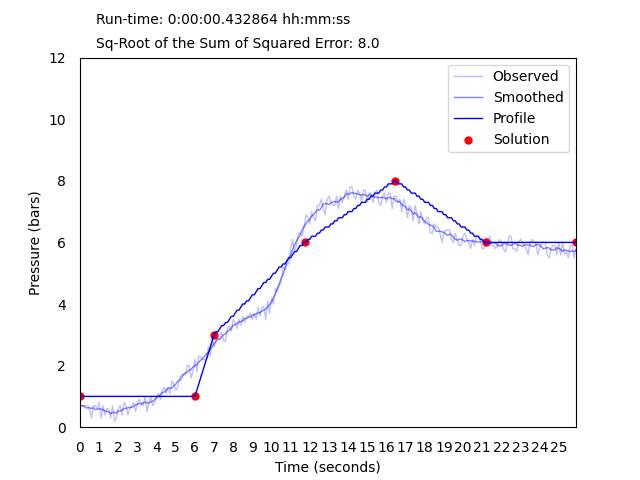 Run-time: 0:00:00.432864 hh:mm:ss
Sq-Root of the Sum of Squared Error: 8.0
12
10
8
6
4
2
0
Pressure (bars)
Observed
Smoothed
Profile
Solution
0 1 2 3 4 5 6 7 8 9 10 11 12 13 14 15 16 17 18 19 20 21 22 23 24 25
Time (seconds)